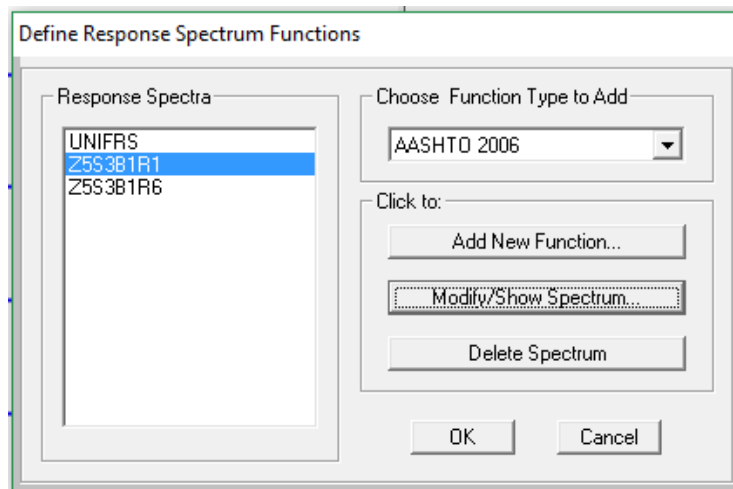 Define Response Spectrum Functions
Response Spectra
UNIFRS
Z5S3B1R1
Z5S3B1R6
Choose Function Type to Add
AASHTO 2006
Click to:
Add New Function...
Modify/Show Spectrum...
Delete Spectrum
OK
Cancel